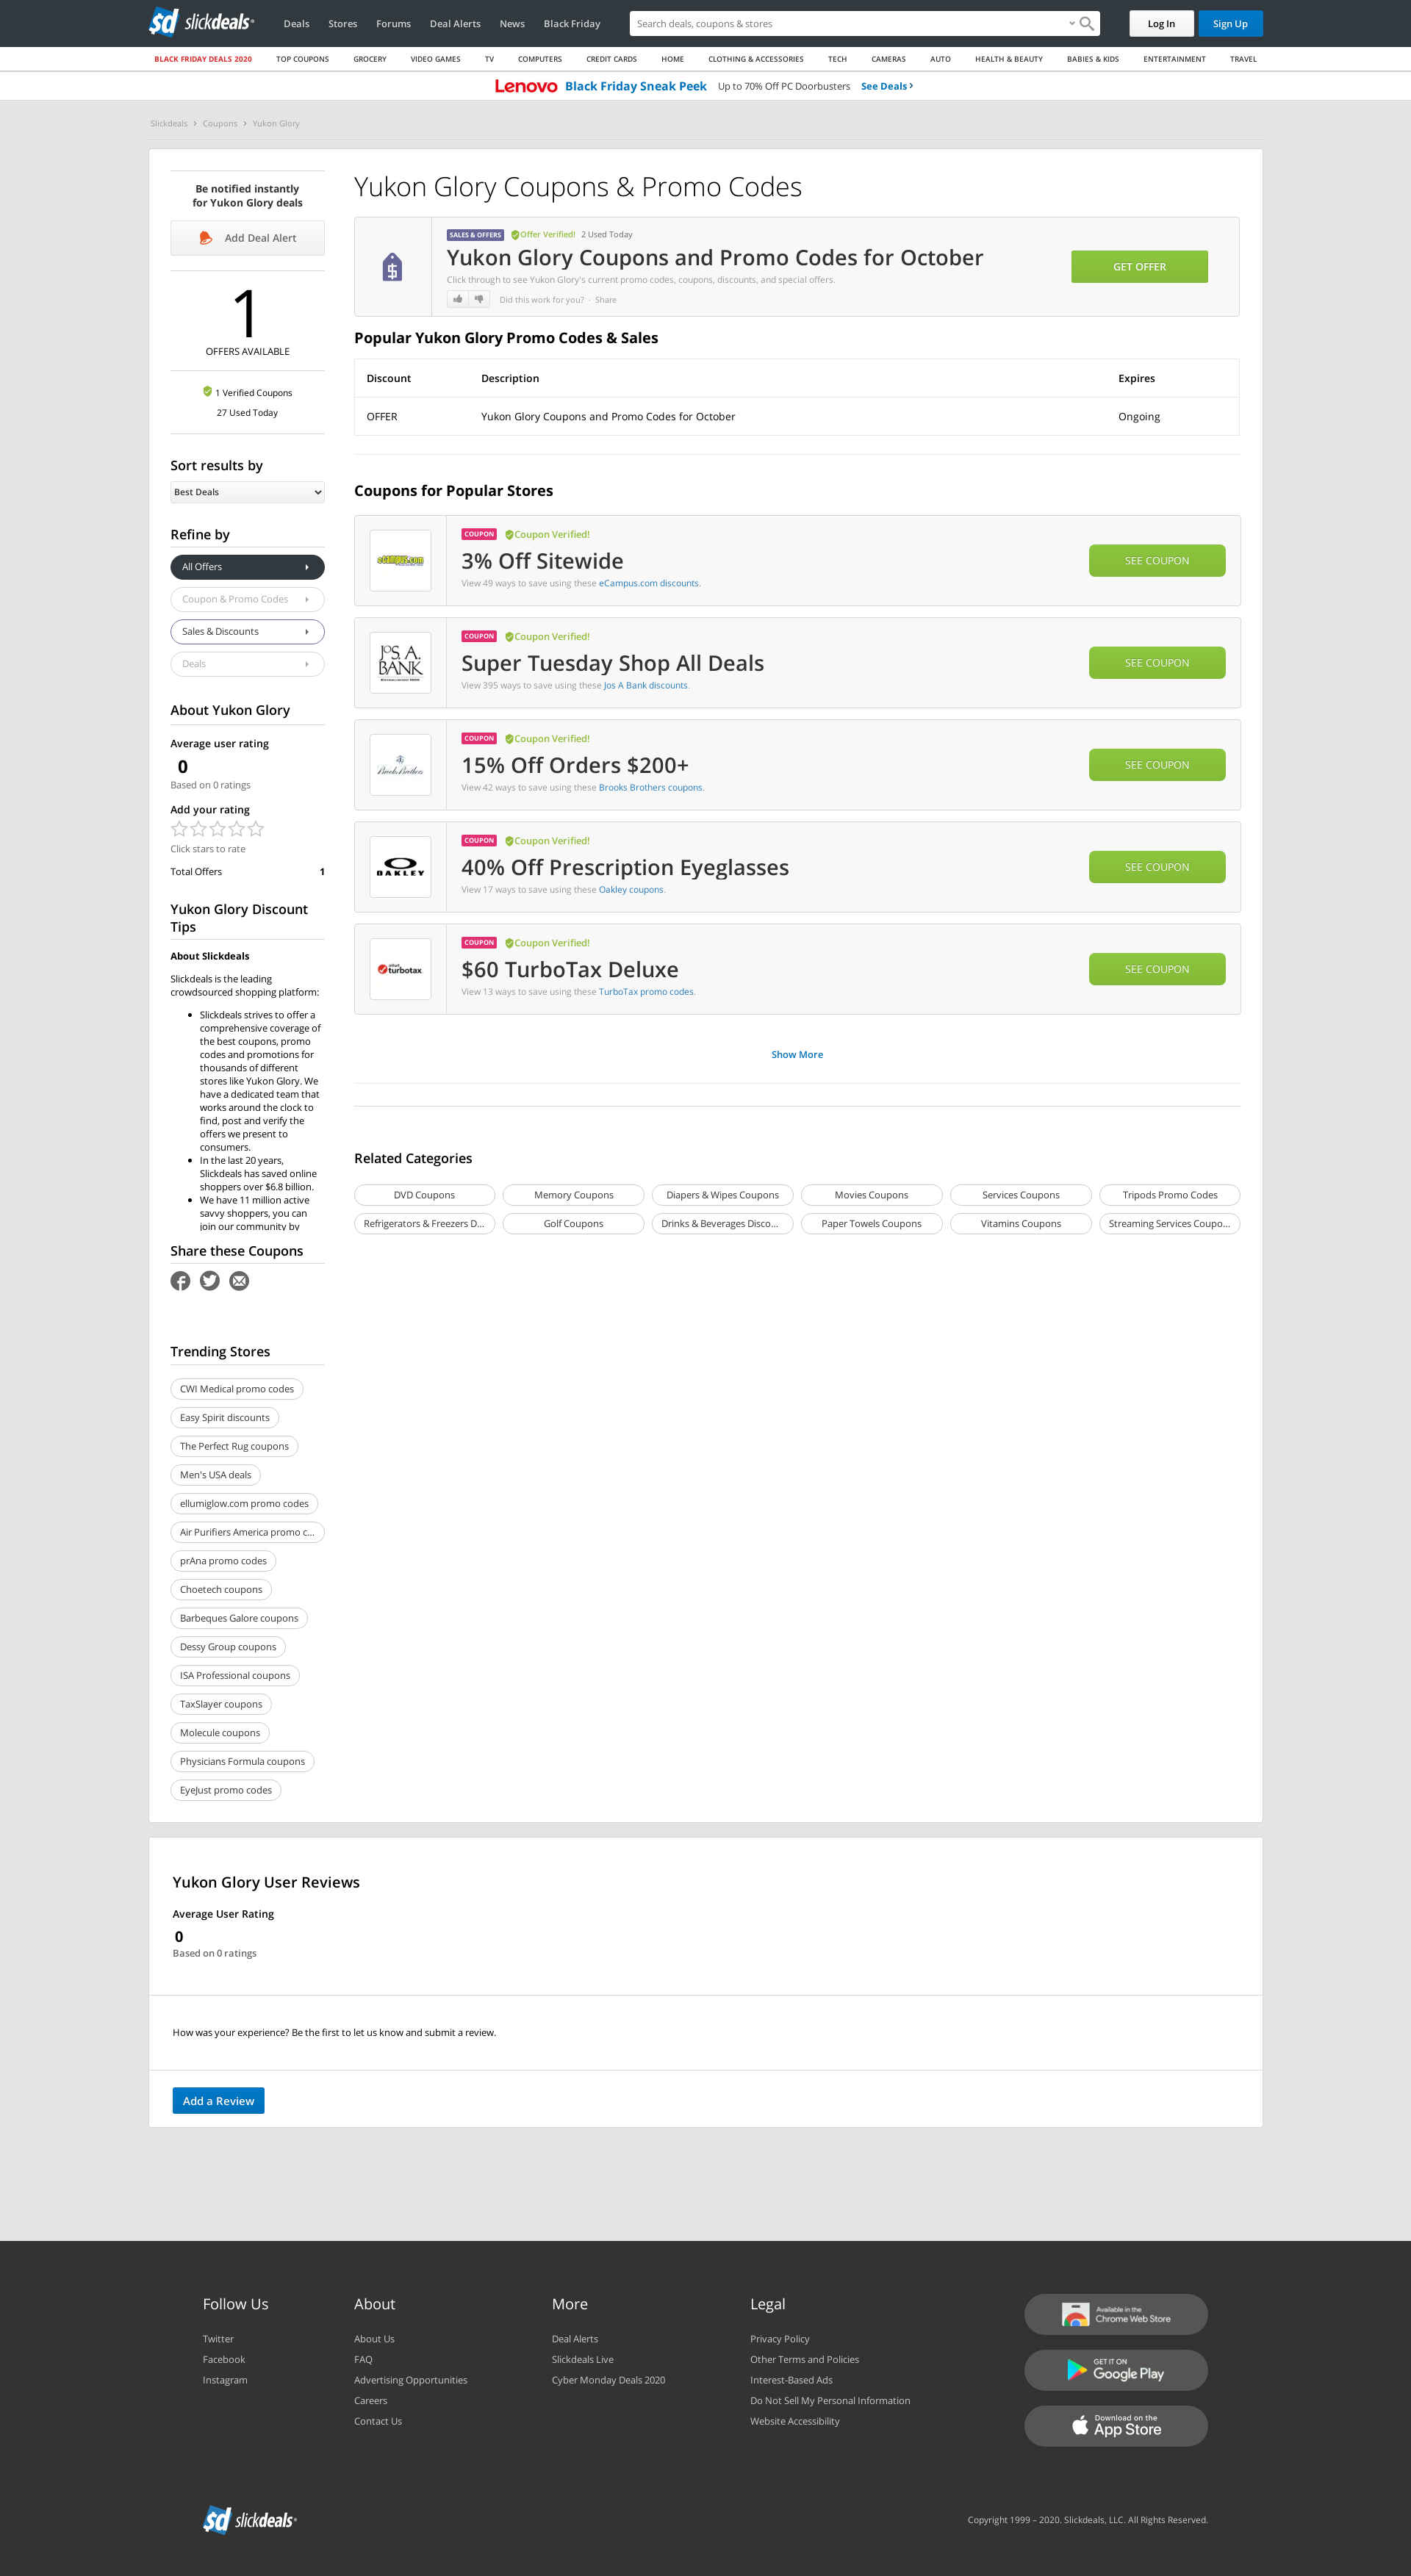 sd slickdeals
Deals Stores Forums Deal Alerts News Black Friday
Search deals, coupons & stores
Log In
Sign Up
BLACK FRIDAY DEALS 2020 TOP COUPONS GROCERY VIDEO GAMES TV COMPUTERS CREDIT CARDS HOME CLOTHING & ACCESSORIES TECH CAMERAS AUTO HEALTH & BEAUTY BABIES & KIDS ENTERTAINMENT TRAVEL
Lenovo Black Friday Sneak Peek Up to 70% Off PC Doorbusters See Deals ›
Slickdeals › Coupons › Yukon Glory
Be notified instantly
for Yukon Glory deals
Add Deal Alert
1
OFFERS AVAILABLE
1 Verified Coupons
27 Used Today
Sort results by
Best Deals
Refine by
All Offers
Coupon & Promo Codes
Sales & Discounts
Deals
About Yukon Glory
Average user rating
0
Based on 0 ratings
Add your rating
Click stars to rate
Total Offers 1
Yukon Glory Discount
Tips
About Slickdeals
Slickdeals is the leading
crowdsourced shopping platform:
• Slickdeals strives to offer a
comprehensive coverage of
the best coupons, promo
codes and promotions for
thousands of different
stores like Yukon Glory. We
have a dedicated team that
works around the clock to
find, post and verify the
offers we present to
consumers.
• In the last 20 years,
Slickdeals has saved online
shoppers over $6.8 billion.
• We have 11 million active
savvy shoppers, you can
join our community by
Share these Coupons
Trending Stores
CWI Medical promo codes
Easy Spirit discounts
The Perfect Rug coupons
Men's USA deals
ellumiglow.com promo codes
Air Purifiers America promo c...
prAna promo codes
Choetech coupons
Barbeques Galore coupons
Dessy Group coupons
ISA Professional coupons
TaxSlayer coupons
Molecule coupons
Physicians Formula coupons
EyeJust promo codes
Yukon Glory Coupons & Promo Codes
SALES & OFFERS Offer Verified! 2 Used Today
Yukon Glory Coupons and Promo Codes for October
Click through to see Yukon Glory's current promo codes, coupons, discounts, and special offers.
Did this work for you? · Share
GET OFFER
Popular Yukon Glory Promo Codes & Sales
Discount Description Expires
OFFER Yukon Glory Coupons and Promo Codes for October Ongoing
Coupons for Popular Stores
eCampus.com
COUPON Coupon Verified!
3% Off Sitewide
View 49 ways to save using these eCampus.com discounts.
SEE COUPON
JOS. A.
BANK
COUPON Coupon Verified!
Super Tuesday Shop All Deals
View 395 ways to save using these Jos A Bank discounts.
SEE COUPON
Brooks Brothers
COUPON Coupon Verified!
15% Off Orders $200+
View 42 ways to save using these Brooks Brothers coupons.
SEE COUPON
OAKLEY
COUPON Coupon Verified!
40% Off Prescription Eyeglasses
View 17 ways to save using these Oakley coupons.
SEE COUPON
intuit
turbotax.
COUPON Coupon Verified!
$60 TurboTax Deluxe
View 13 ways to save using these TurboTax promo codes.
SEE COUPON
Show More
Related Categories
DVD Coupons Memory Coupons Diapers & Wipes Coupons Movies Coupons Services Coupons Tripods Promo Codes
Refrigerators & Freezers D... Golf Coupons Drinks & Beverages Disco... Paper Towels Coupons Vitamins Coupons Streaming Services Coupo...
Yukon Glory User Reviews
Average User Rating
0
Based on 0 ratings
How was your experience? Be the first to let us know and submit a review.
Add a Review
Follow Us
Twitter
Facebook
Instagram
About
About Us
FAQ
Advertising Opportunities
Careers
Contact Us
More
Deal Alerts
Slickdeals Live
Cyber Monday Deals 2020
Legal
Privacy Policy
Other Terms and Policies
Interest-Based Ads
Do Not Sell My Personal Information
Website Accessibility
Available in the
Chrome Web Store
GET IT ON
Google Play
Download on the
App Store
sd slickdeals
Copyright 1999 – 2020. Slickdeals, LLC. All Rights Reserved.